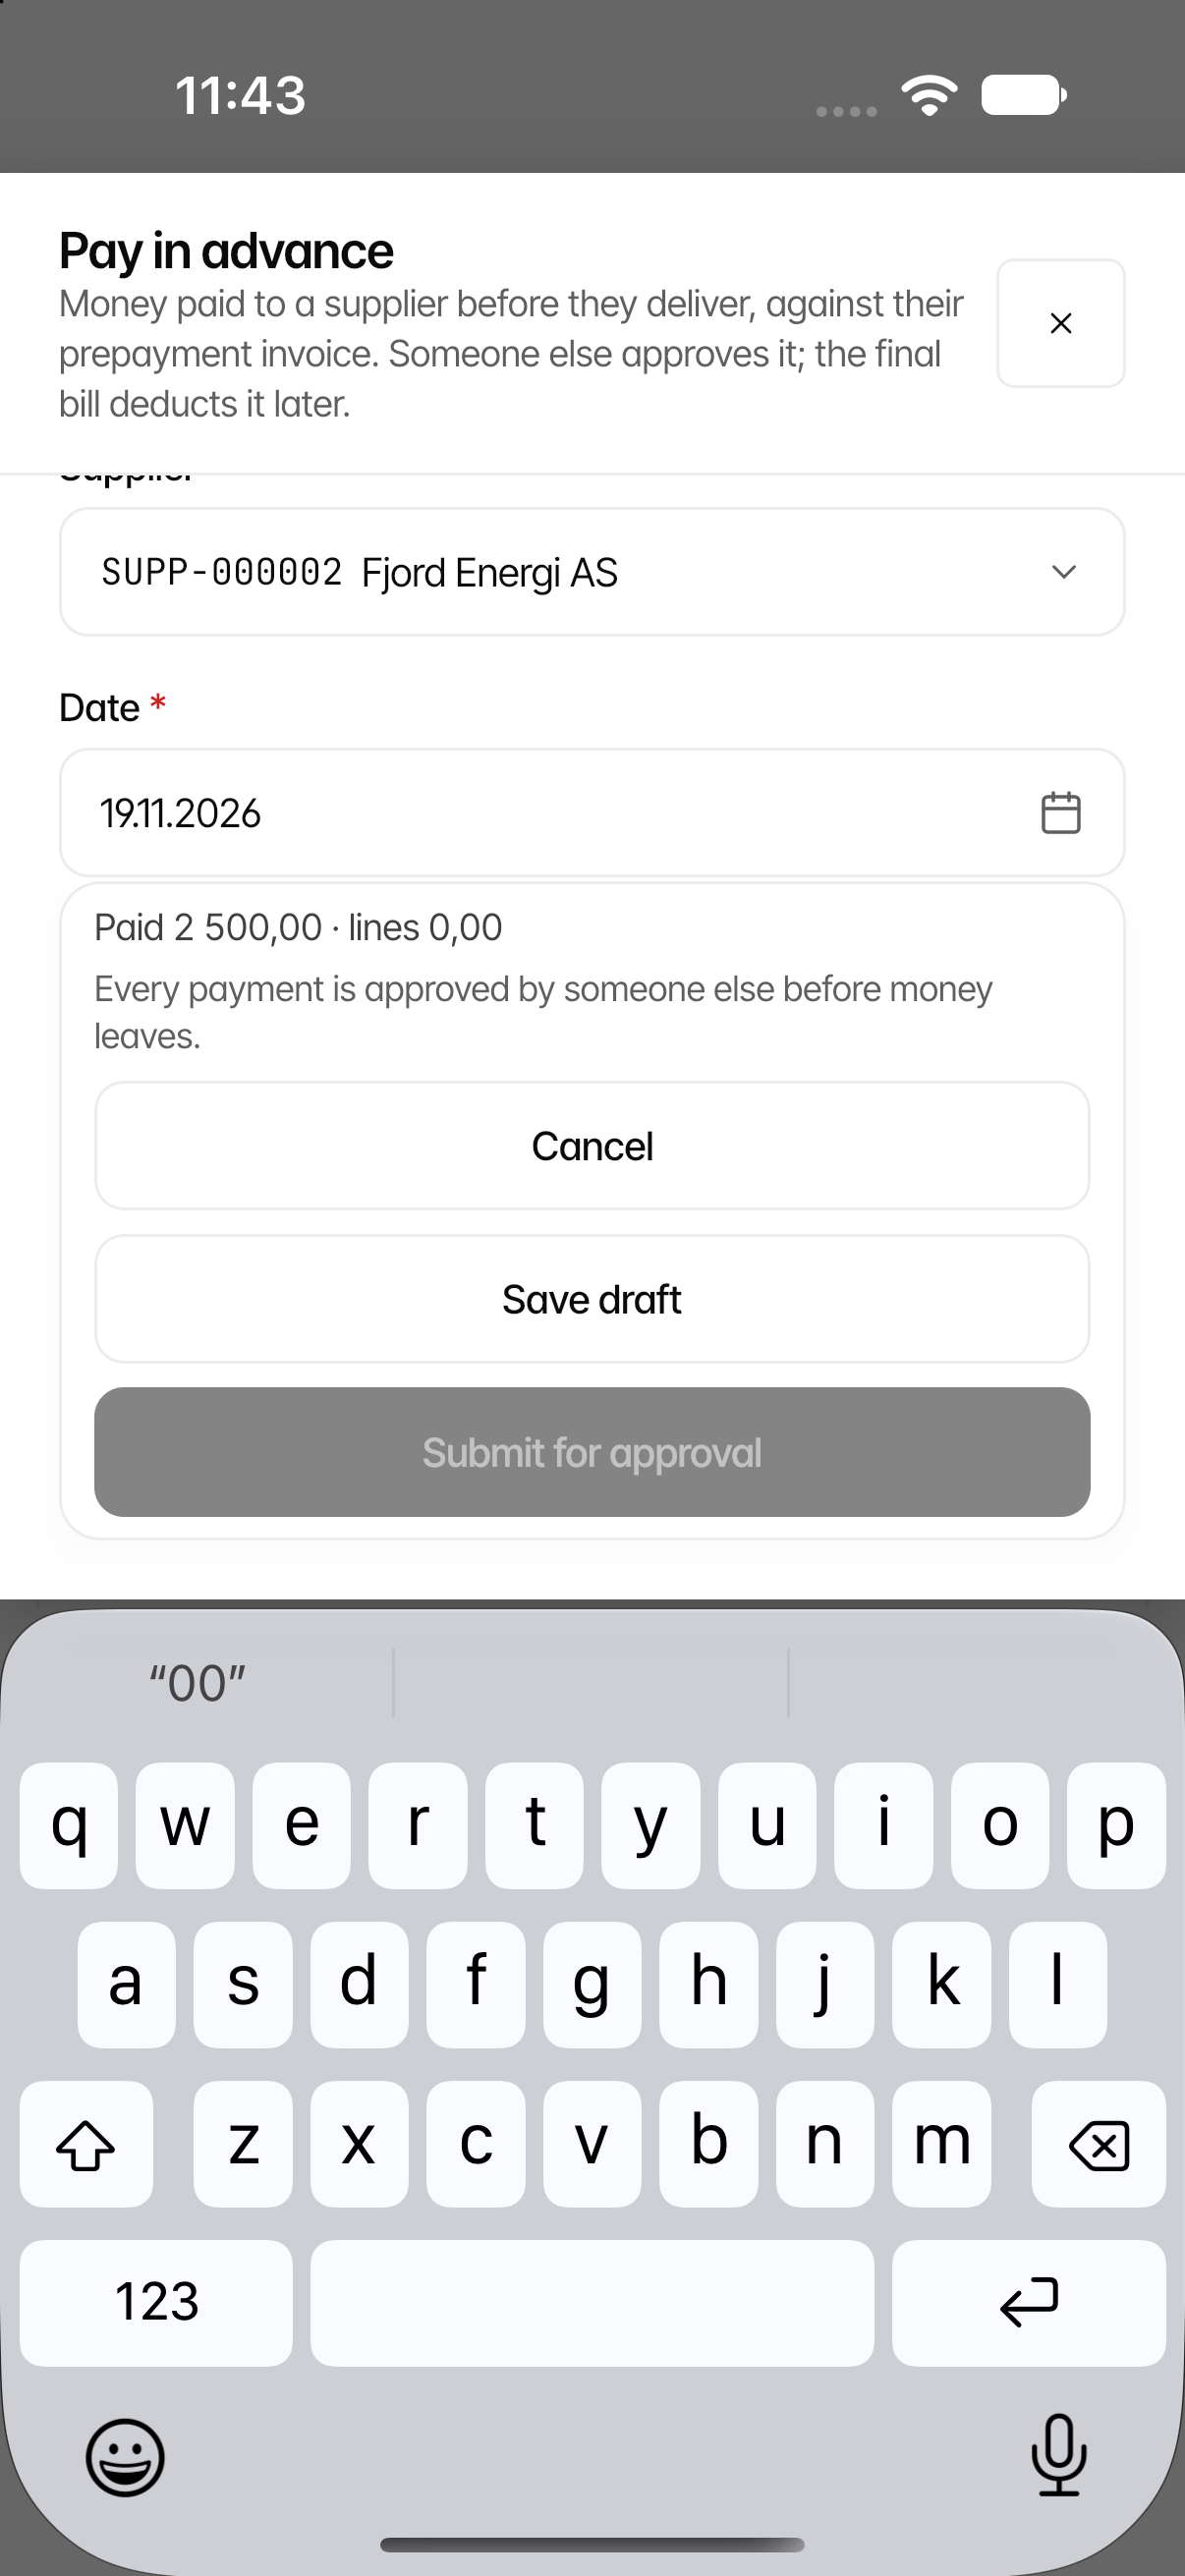 11:43
Pay in advance
Money paid to a supplier before they deliver, against their
prepayment invoice. Someone else approves it; the final
bill deducts it later.
Supplier
SUPP-000002 Fjord Energi AS
Date *
19.11.2026
Paid 2 500,00 · lines 0,00
Every payment is approved by someone else before money
leaves.
Cancel
Save draft
Submit for approval
“00”
q w e r t y u i o p
a s d f g h j k l
z x c v b n m
123